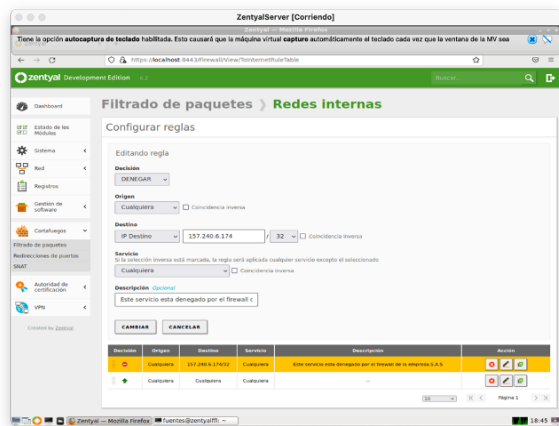 ZentyalServer [Corriendo]
Zentyal — Mozilla Firefox
Tiene la opción autocaptura de teclado habilitada. Esto causará que la máquina virtual capture automáticamente el teclado cada vez que la ventana de la MV sea
https://localhost:8443/Firewall/View/ToInternetRuleTable
zentyal Development Edition 6.2
Buscar...
Dashboard
Estado de los Módulos
Sistema
Red
Registros
Gestión de software
Cortafuegos
Filtrado de paquetes
Redirecciones de puertos
SNAT
Autoridad de certificación
VPN
Created by Zentyal
Filtrado de paquetes > Redes internas
Configurar reglas
Editando regla
Decisión
DENEGAR
Origen
Cualquiera Coincidencia inversa
Destino
IP Destino 157.240.6.174 / 32 Coincidencia inversa
Servicio
Si la selección inversa está marcada, la regla será aplicada cualquier servicio excepto el seleccionado
Cualquiera Coincidencia inversa
Descripción Opcional
Este servicio esta denegado por el firewall c
CAMBIAR CANCELAR
Decisión Origen Destino Servicio Descripción Acción
Cualquiera 157.240.6.174/32 Cualquiera Este servicio esta denegado por el firewall de la empresa S.A.S
Cualquiera Cualquiera Cualquiera --
10 Página 1
Zentyal — Mozilla Firefox fuentes@zentyalffl: ~ 18:45